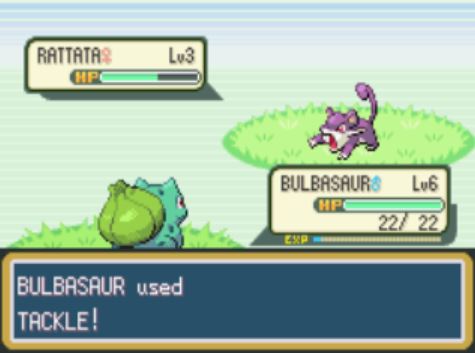 RATTATA♀ Lv3
HP
BULBASAUR♂ Lv6
HP
22/ 22
EXP
BULBASAUR used
TACKLE!